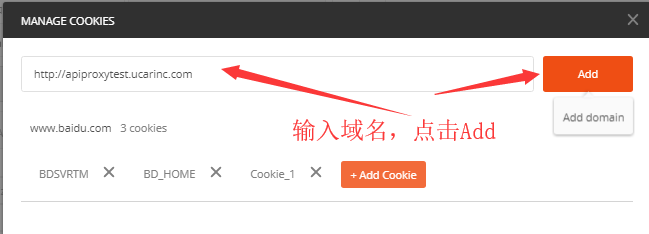 MANAGE COOKIES
http://apiproxytest.ucarinc.com
Add
Add domain
输入域名，点击Add
www.baidu.com 3 cookies
BDSVRTM
BD_HOME
Cookie_1
+ Add Cookie